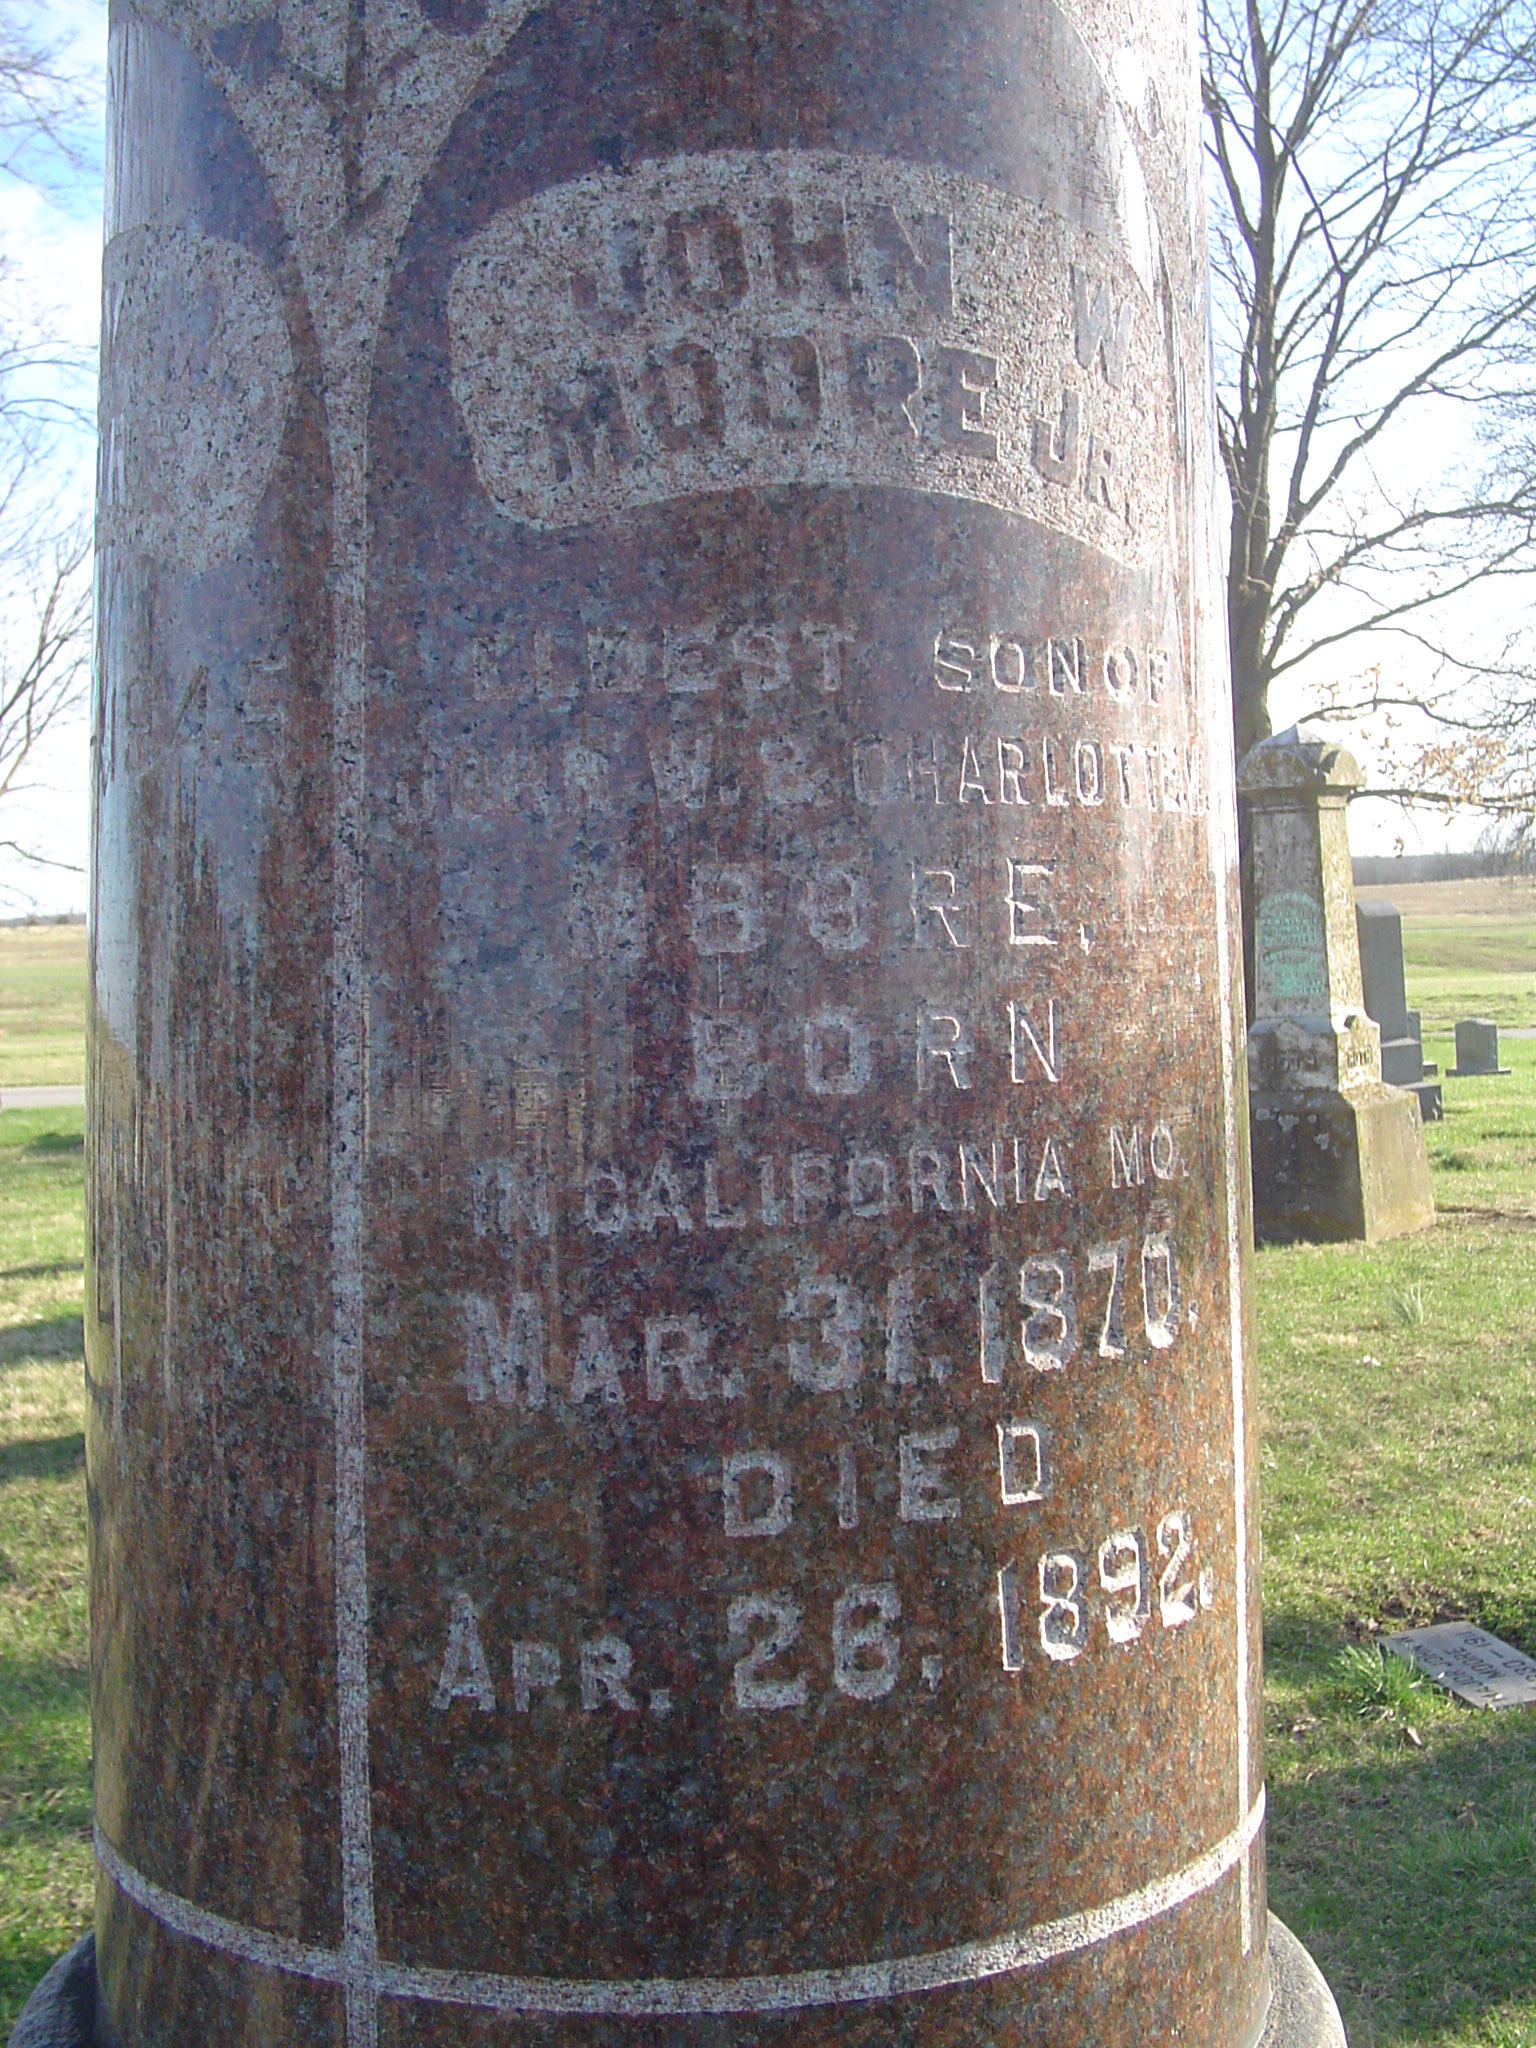 JOHN W
MOORE JR.
ELDEST SON OF
JOHN W. & CHARLOTTE M
MOORE,
BORN
IN CALIFORNIA MO.
MAR. 31. 1870.
DIED
APR. 26, 1892.